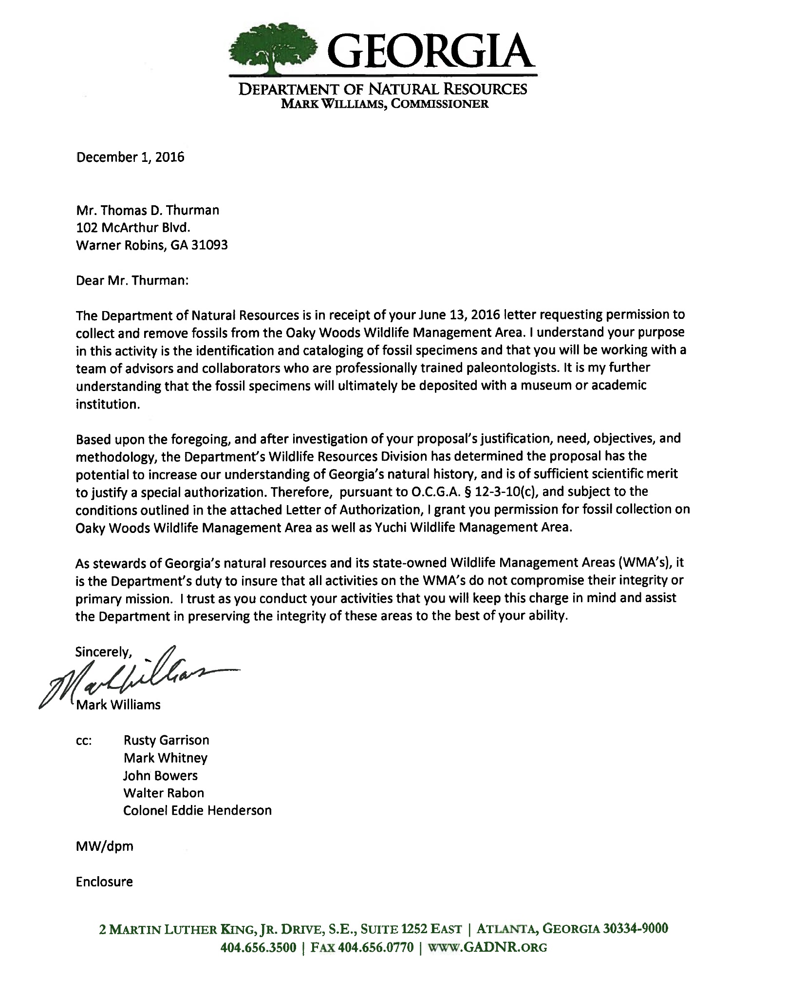 GEORGIA
DEPARTMENT OF NATURAL RESOURCES
MARK WILLIAMS, COMMISSIONER
December 1, 2016
Mr. Thomas D. Thurman
102 McArthur Blvd.
Warner Robins, GA 31093
Dear Mr. Thurman:
The Department of Natural Resources is in receipt of your June 13, 2016 letter requesting permission to
collect and remove fossils from the Oaky Woods Wildlife Management Area. I understand your purpose
in this activity is the identification and cataloging of fossil specimens and that you will be working with a
team of advisors and collaborators who are professionally trained paleontologists. It is my further
understanding that the fossil specimens will ultimately be deposited with a museum or academic
institution.
Based upon the foregoing, and after investigation of your proposal's justification, need, objectives, and
methodology, the Department's Wildlife Resources Division has determined the proposal has the
potential to increase our understanding of Georgia's natural history, and is of sufficient scientific merit
to justify a special authorization. Therefore,  pursuant to O.C.G.A. § 12-3-10(c), and subject to the
conditions outlined in the attached Letter of Authorization, I grant you permission for fossil collection on
Oaky Woods Wildlife Management Area as well as Yuchi Wildlife Management Area.
As stewards of Georgia's natural resources and its state-owned Wildlife Management Areas (WMA's), it
is the Department's duty to insure that all activities on the WMA's do not compromise their integrity or
primary mission.  I trust as you conduct your activities that you will keep this charge in mind and assist
the Department in preserving the integrity of these areas to the best of your ability.
Sincerely,
Mark Williams
Mark Williams
cc: Rusty Garrison
Mark Whitney
John Bowers
Walter Rabon
Colonel Eddie Henderson
MW/dpm
Enclosure
2 MARTIN LUTHER KING, JR. DRIVE, S.E., SUITE 1252 EAST | ATLANTA, GEORGIA 30334-9000
404.656.3500 | FAX 404.656.0770 | WWW.GADNR.ORG